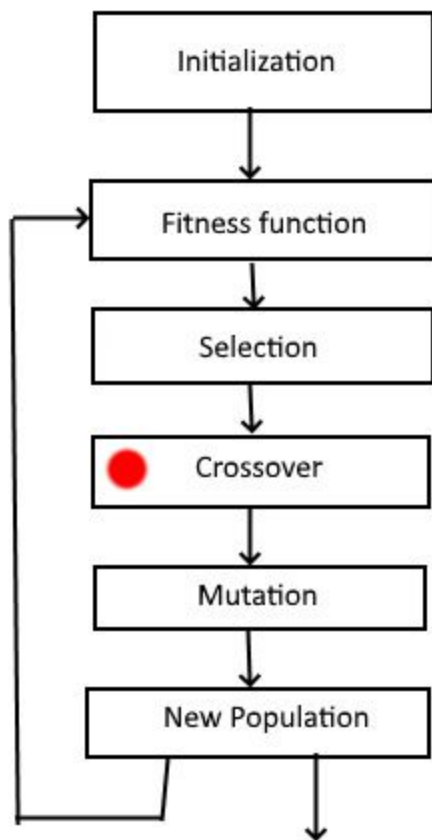 Initialization
Fitness function
Selection
Crossover
Mutation
New Population